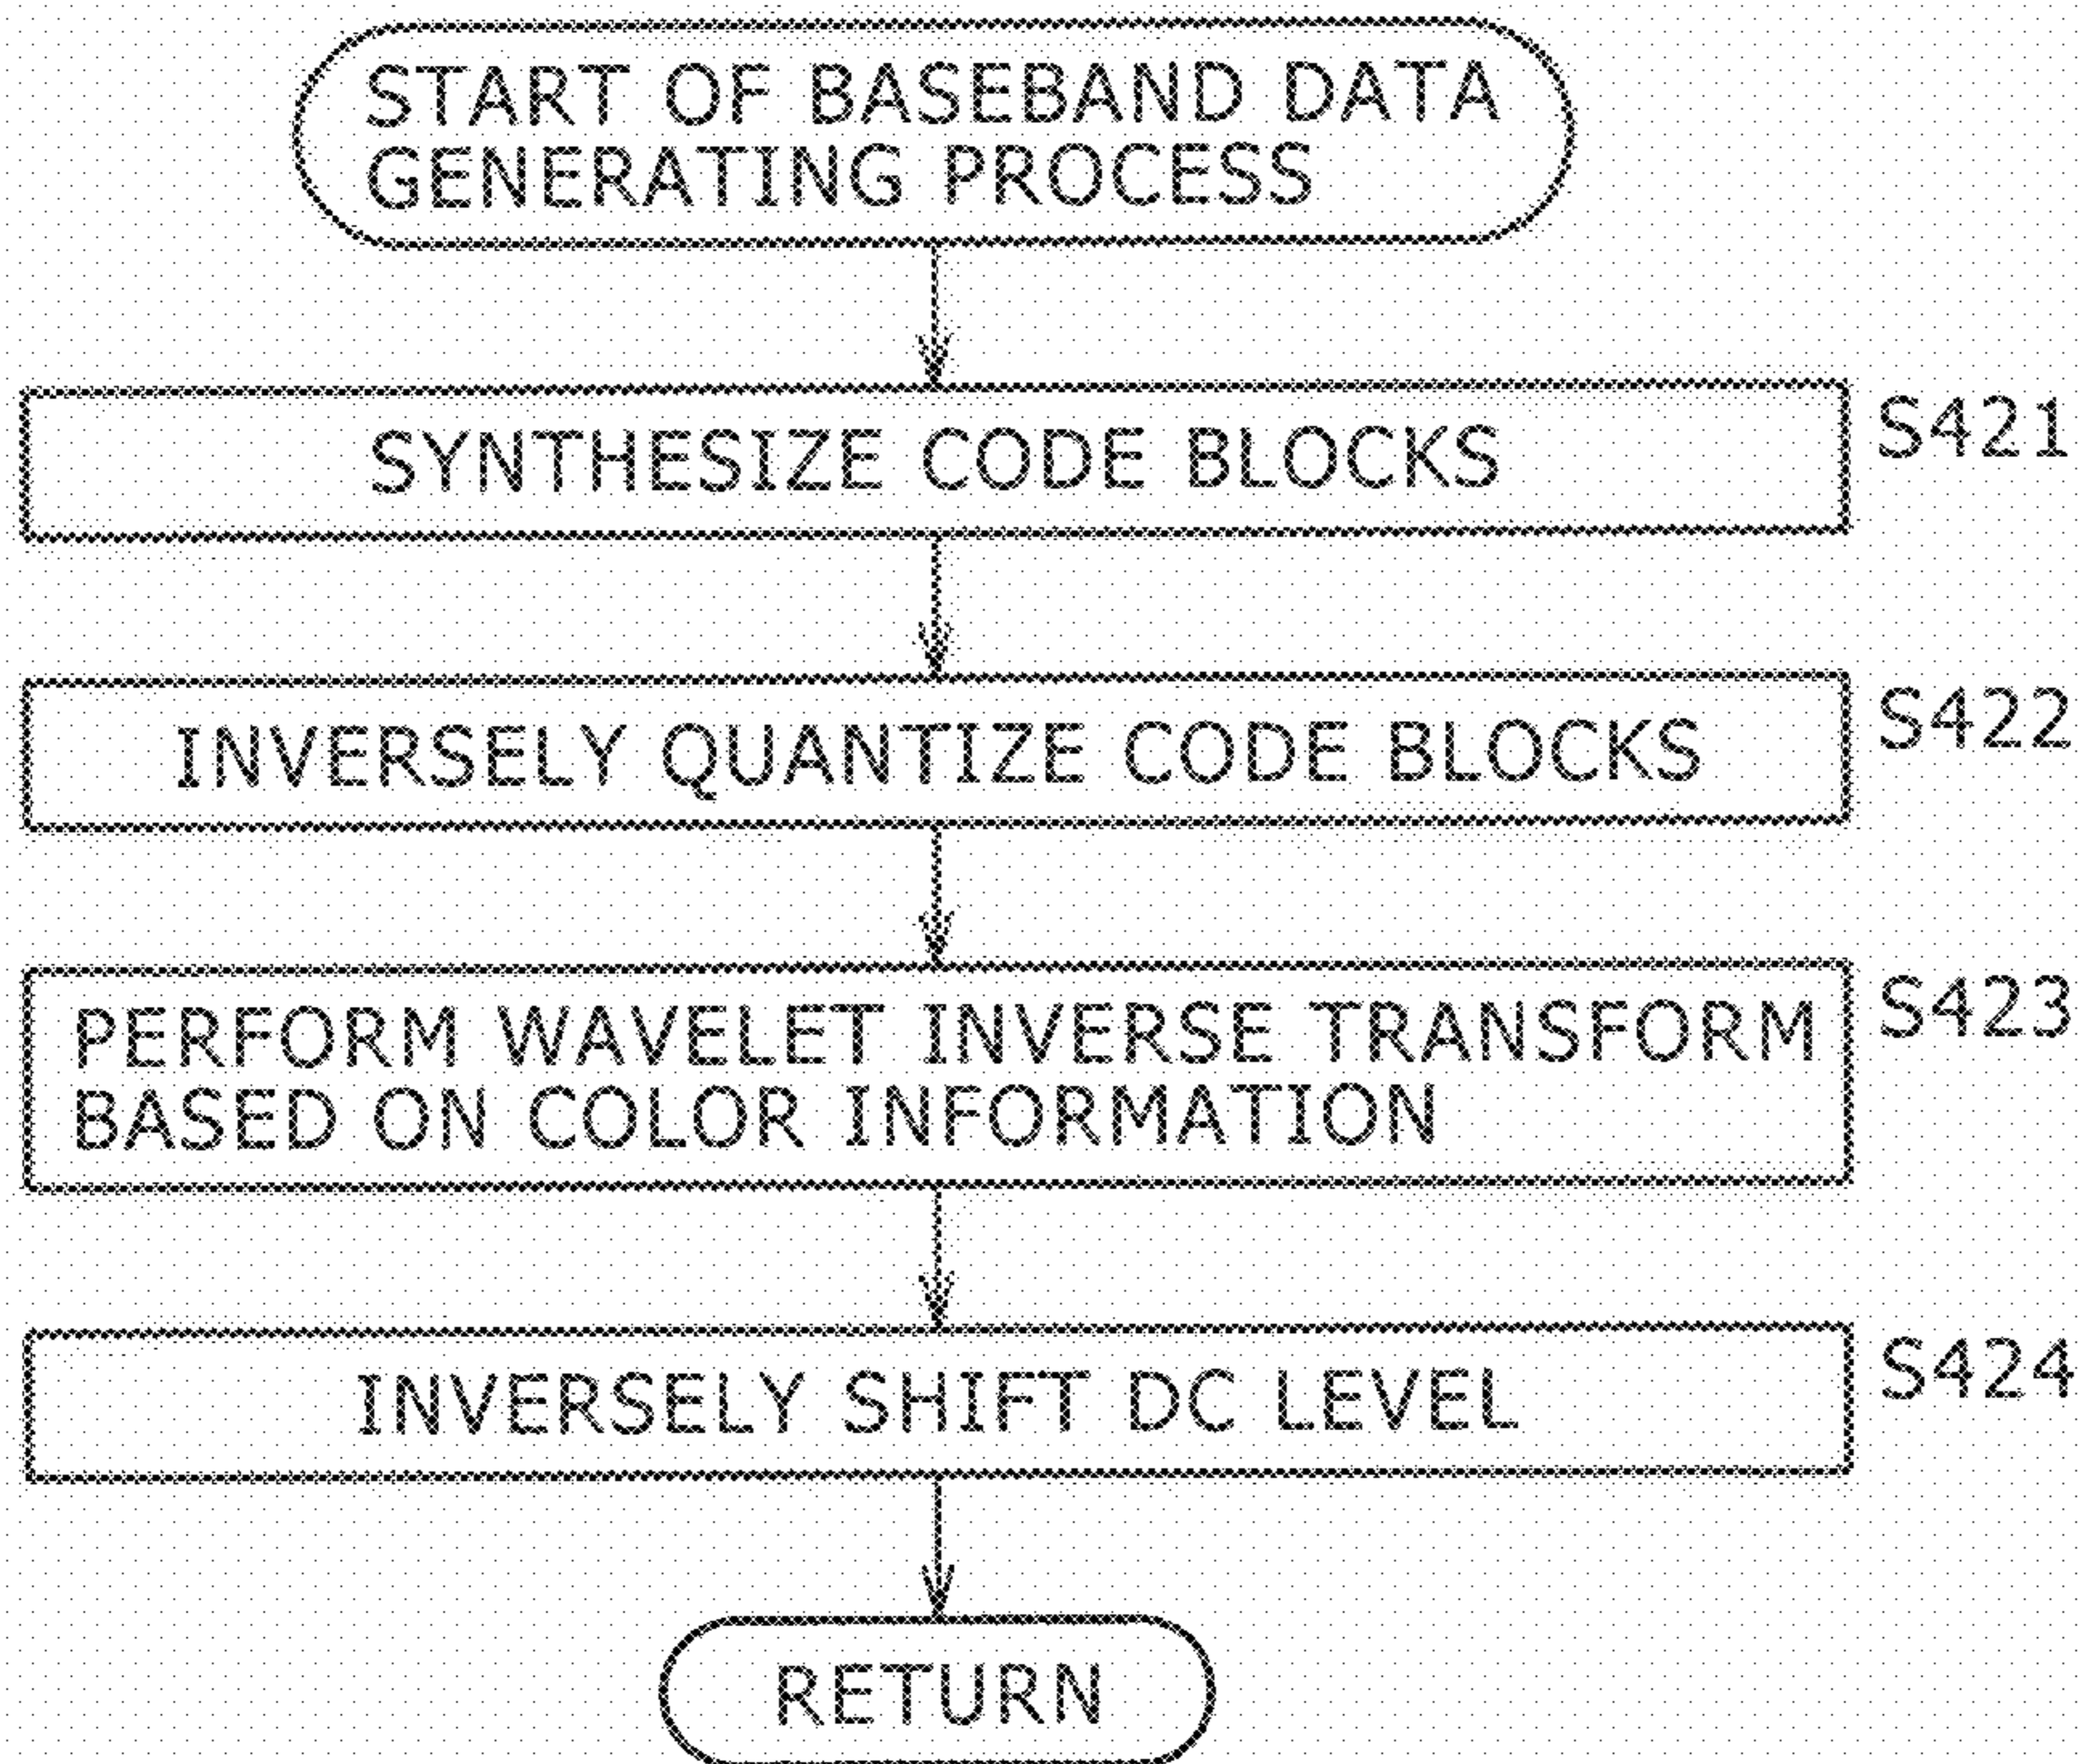 START OF BASEBAND DATA
GENERATING PROCESS
SYNTHESIZE CODE BLOCKS
S421
INVERSELY QUANTIZE CODE BLOCKS
S422
PERFORM WAVELET INVERSE TRANSFORM
BASED ON COLOR INFORMATION
S423
INVERSELY SHIFT DC LEVEL
S424
RETURN